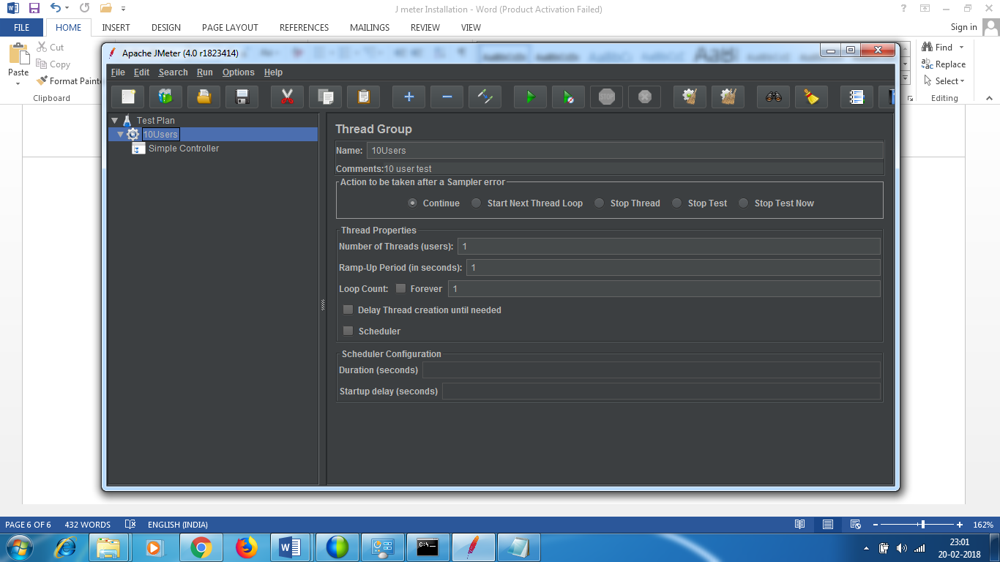 J meter Installation - Word (Product Activation Failed)
FILE HOME INSERT DESIGN PAGE LAYOUT REFERENCES MAILINGS REVIEW VIEW Sign in
Paste
Cut
Copy
Format Painte
Clipboard
Find
Replace
Select
Editing
Apache JMeter (4.0 r1823414)
File Edit Search Run Options Help
STOP
Test Plan
10Users
Simple Controller
Thread Group
Name: 10Users
Comments: 10 user test
Action to be taken after a Sampler error
Continue Start Next Thread Loop Stop Thread Stop Test Stop Test Now
Thread Properties
Number of Threads (users): 1
Ramp-Up Period (in seconds): 1
Loop Count: Forever 1
Delay Thread creation until needed
Scheduler
Scheduler Configuration
Duration (seconds)
Startup delay (seconds)
PAGE 6 OF 6 432 WORDS ENGLISH (INDIA) 162%
23:01
20-02-2018